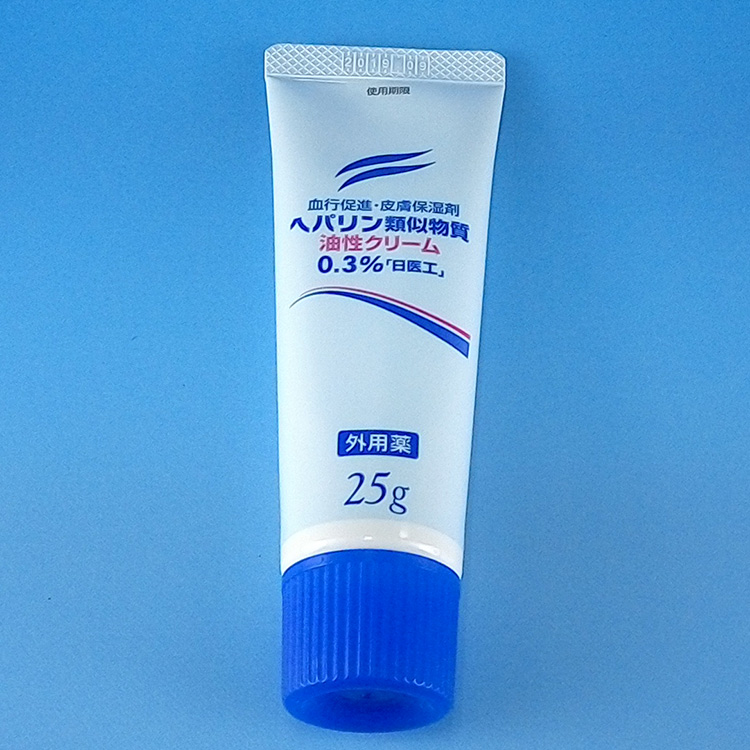 使用期限
血行促進・皮膚保湿剤
ヘパリン類似物質
油性クリーム
0.3%「日医工」
外用薬
25g